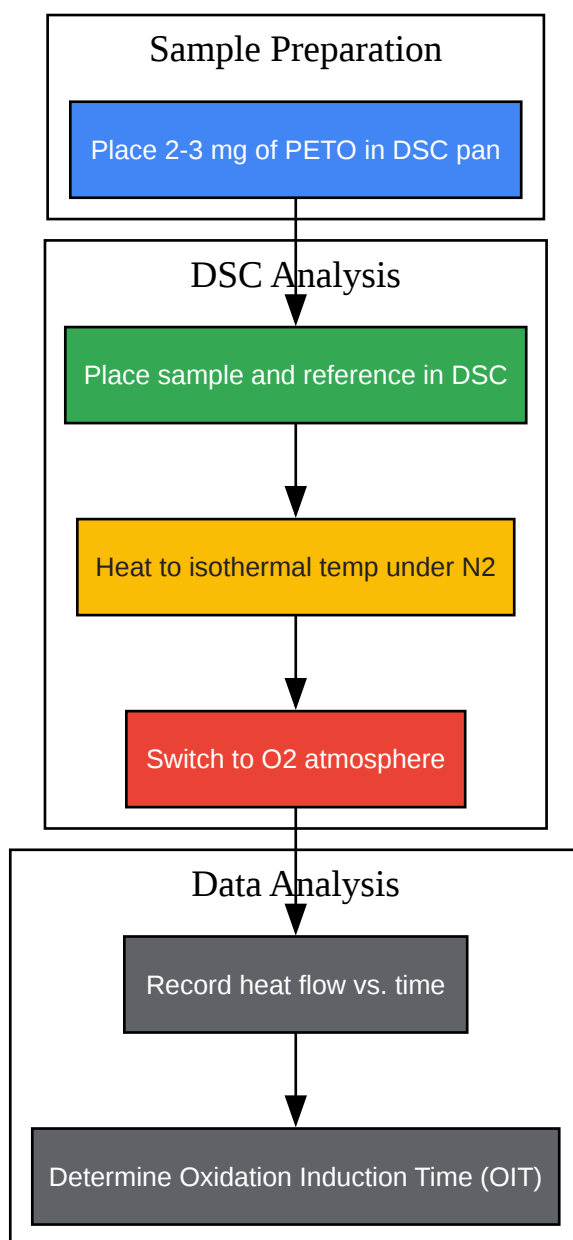 Sample Preparation
Place 2-3 mg of PETO in DSC pan
DSC Analysis
Place sample and reference in DSC
Heat to isothermal temp under N2
Switch to O2 atmosphere
Data Analysis
Record heat flow vs. time
Determine Oxidation Induction Time (OIT)